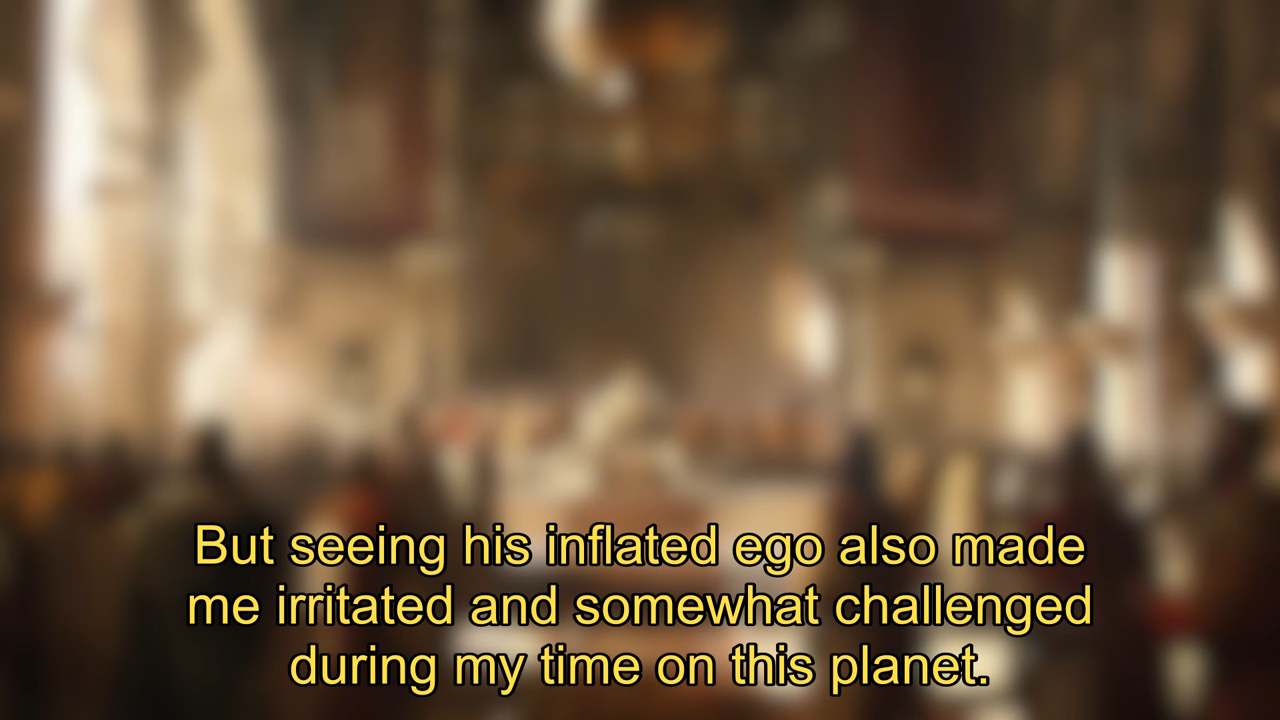 But seeing his inflated ego also made
me irritated and somewhat challenged
during my time on this planet.